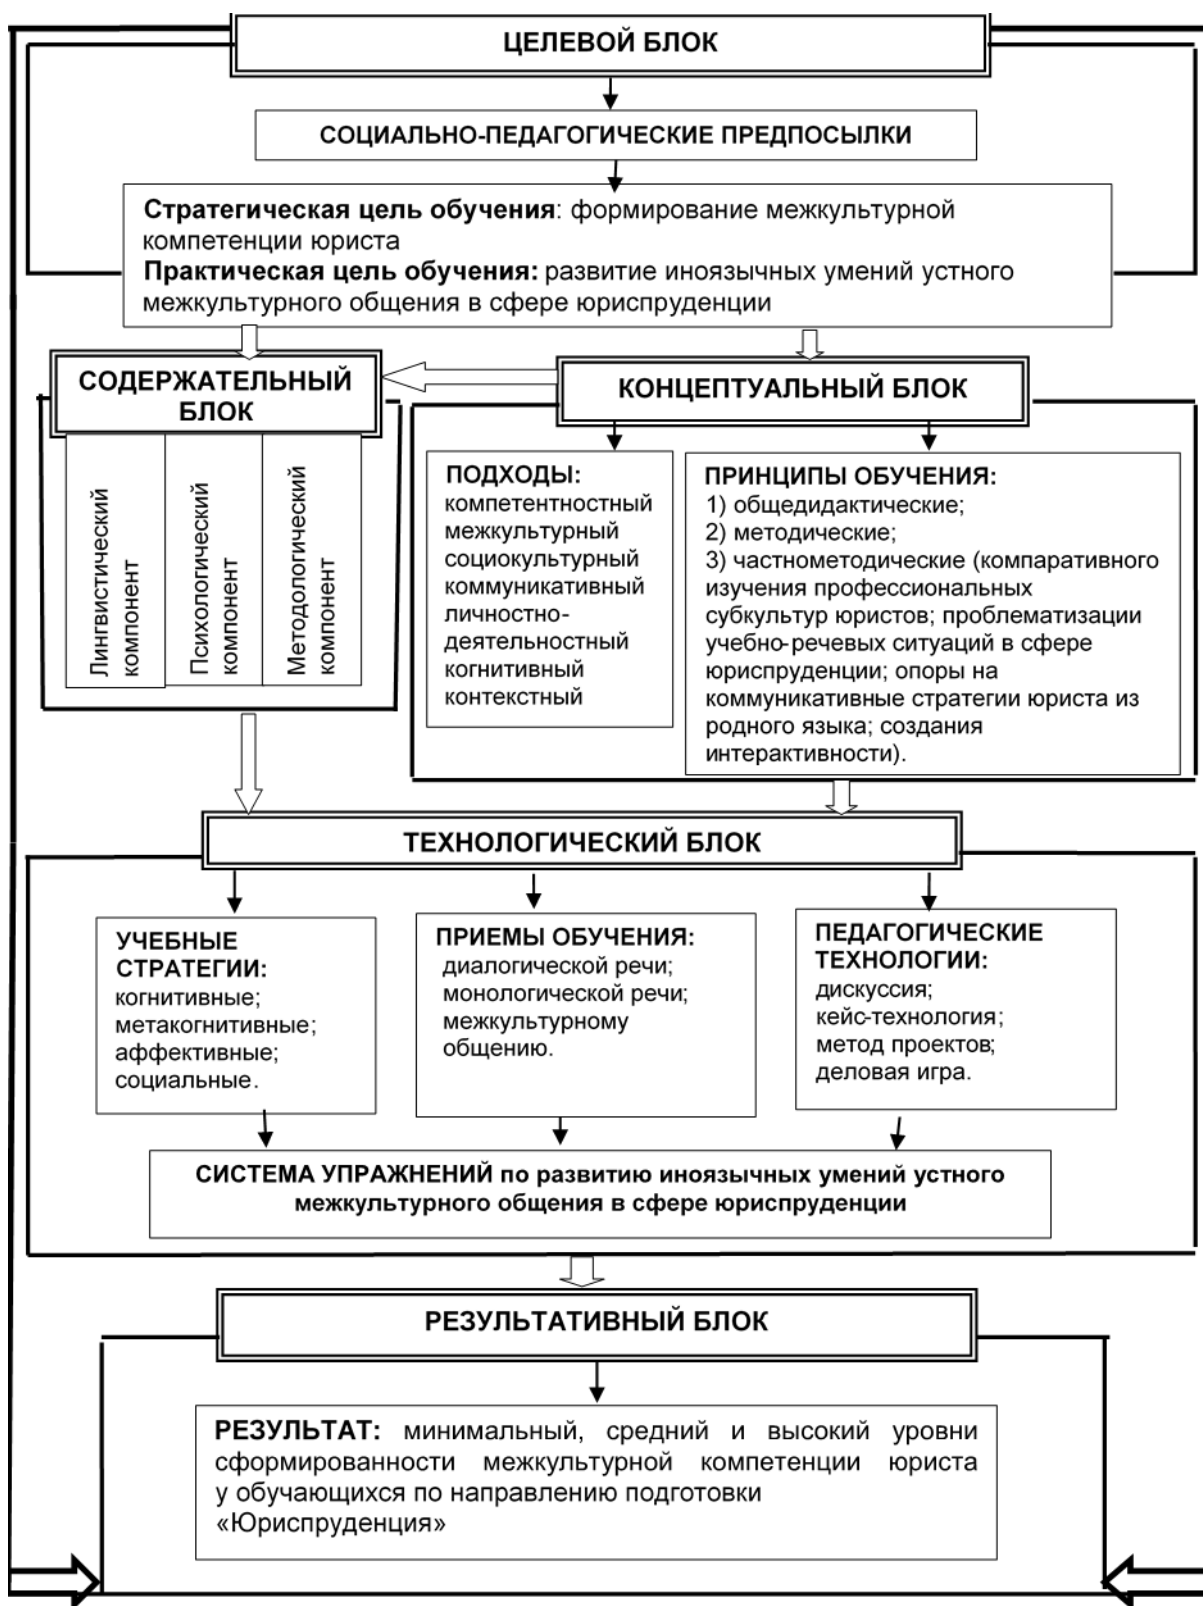 ЦЕЛЕВОЙ БЛОК
СОЦИАЛЬНО-ПЕДАГОГИЧЕСКИЕ ПРЕДПОСЫЛКИ
Стратегическая цель обучения: формирование межкультурной
компетенции юриста
Практическая цель обучения: развитие иноязычных умений устного
межкультурного общения в сфере юриспруденции
СОДЕРЖАТЕЛЬНЫЙ
БЛОК
Лингвистический
компонент
Психологический
компонент
Методологический
компонент
КОНЦЕПТУАЛЬНЫЙ БЛОК
ПОДХОДЫ:
компетентностный
межкультурный
социокультурный
коммуникативный
личностно-
деятельностный
когнитивный
контекстный
ПРИНЦИПЫ ОБУЧЕНИЯ:
1) общедидактические;
2) методические;
3) частнометодические (компаративного
изучения профессиональных
субкультур юристов; проблематизации
учебно-речевых ситуаций в сфере
юриспруденции; опоры на
коммуникативные стратегии юриста из
родного языка; создания
интерактивности).
ТЕХНОЛОГИЧЕСКИЙ БЛОК
УЧЕБНЫЕ
СТРАТЕГИИ:
когнитивные;
метакогнитивные;
аффективные;
социальные.
ПРИЕМЫ ОБУЧЕНИЯ:
диалогической речи;
монологической речи;
межкультурному
общению.
ПЕДАГОГИЧЕСКИЕ
ТЕХНОЛОГИИ:
дискуссия;
кейс-технология;
метод проектов;
деловая игра.
СИСТЕМА УПРАЖНЕНИЙ по развитию иноязычных умений устного
межкультурного общения в сфере юриспруденции
РЕЗУЛЬТАТИВНЫЙ БЛОК
РЕЗУЛЬТАТ: минимальный, средний и высокий уровни
сформированности межкультурной компетенции юриста
у обучающихся по направлению подготовки
«Юриспруденция»